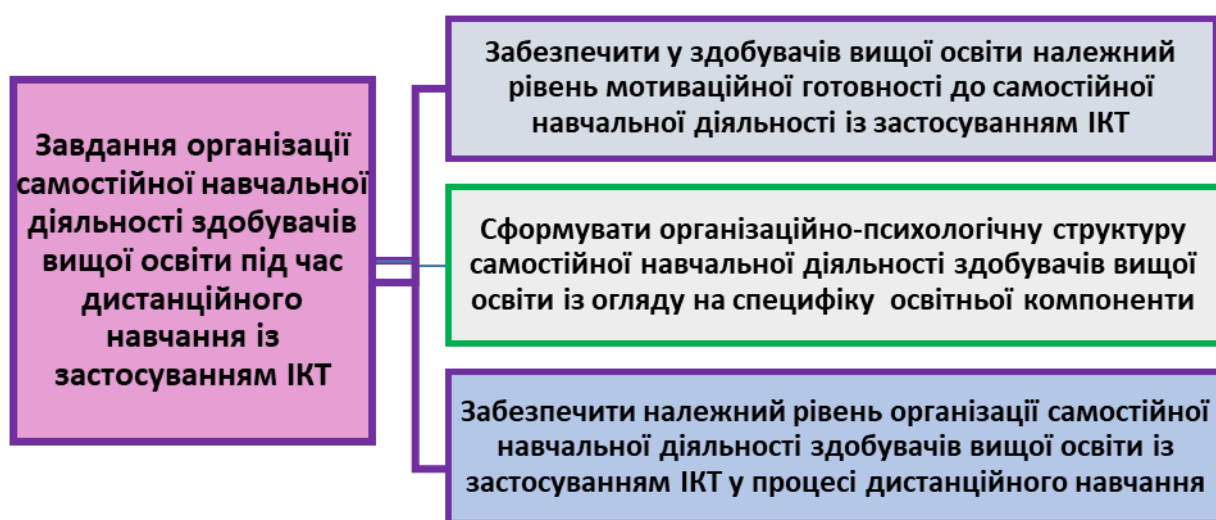 Завдання організації
самостійної навчальної
діяльності здобувачів
вищої освіти під час
дистанційного
навчання із
застосуванням ІКТ
Забезпечити у здобувачів вищої освіти належний
рівень мотиваційної готовності до самостійної
навчальної діяльності із застосуванням ІКТ
Сформувати організаційно-психологічну структуру
самостійної навчальної діяльності здобувачів вищої
освіти із огляду на специфіку освітньої компоненти
Забезпечити належний рівень організації самостійної
навчальної діяльності здобувачів вищої освіти із
застосуванням ІКТ у процесі дистанційного навчання